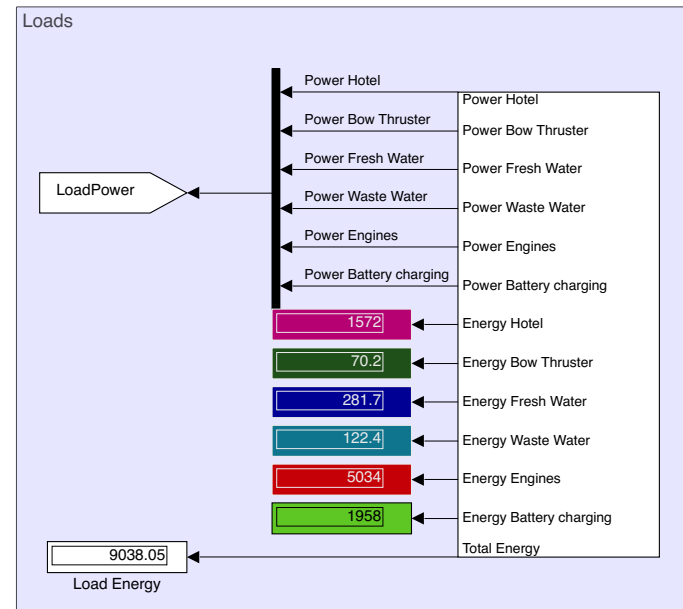 Loads
Power Hotel
Power Hotel
Power Bow Thruster
Power Bow Thruster
Power Fresh Water
Power Fresh Water
LoadPower
Power Waste Water
Power Waste Water
Power Engines
Power Engines
Power Battery charging
Power Battery charging
1572
Energy Hotel
70.2
Energy Bow Thruster
281.7
Energy Fresh Water
122.4
Energy Waste Water
5034
Energy Engines
1958
Energy Battery charging
9038.05
Total Energy
Load Energy